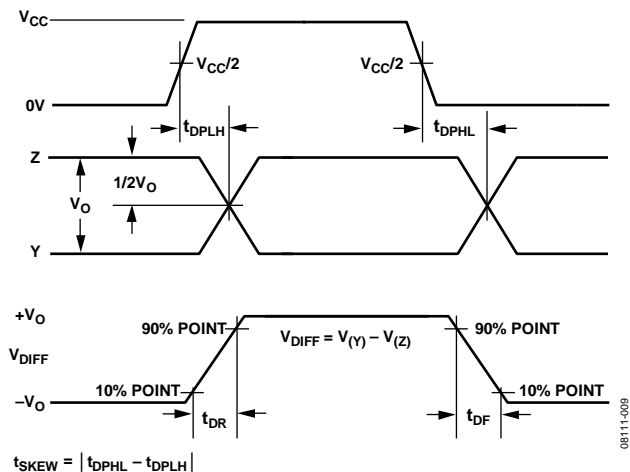 VCC
VCC/2
VCC/2
0V
tDPLH
tDPHL
Z
1/2VO
VO
Y
+VO
90% POINT
VDIFF = V(Y) – V(Z)
90% POINT
VDIFF
10% POINT
10% POINT
–VO
tDR
tDF
tSKEW = |tDPHL – tDPLH|
08111-009